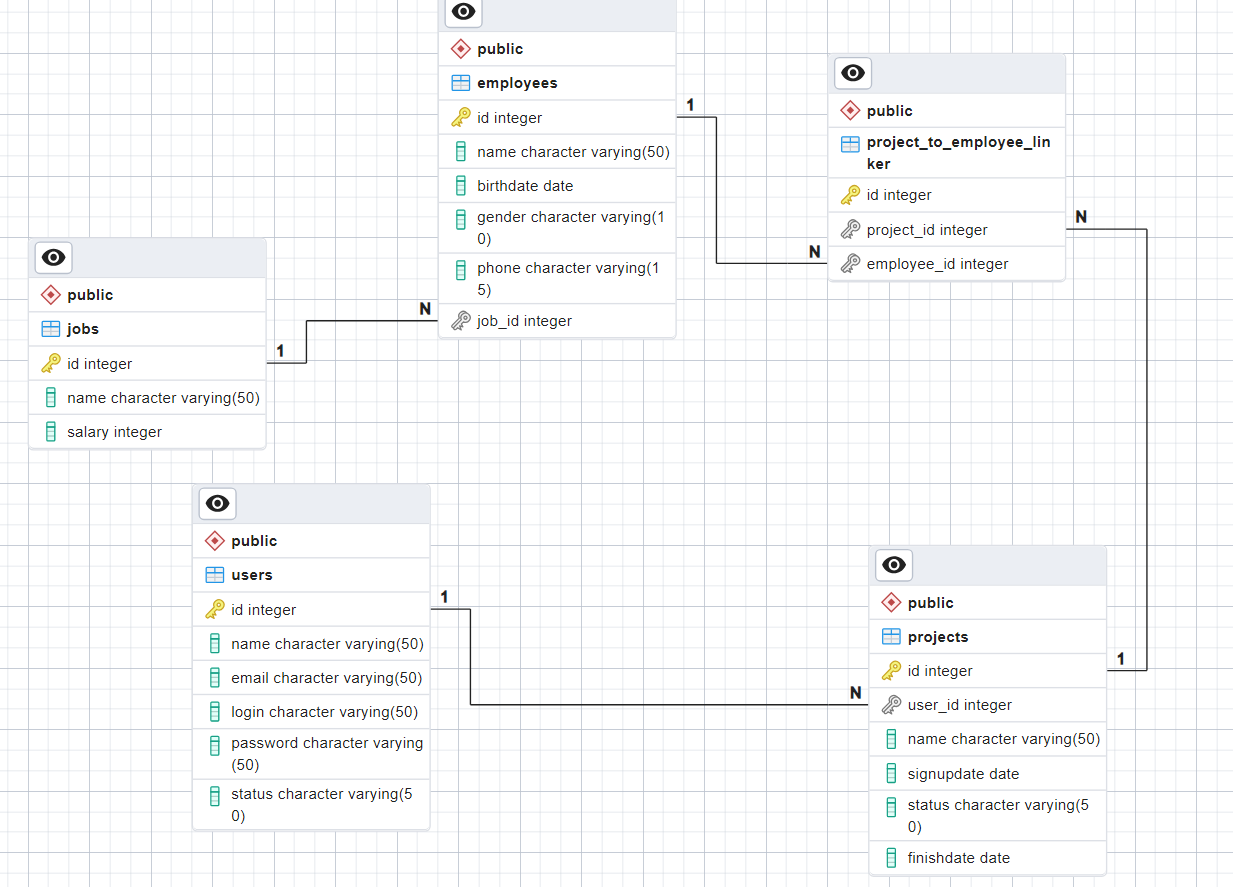 public
employees
id integer
name character varying(50)
birthdate date
gender character varying(1
0)
phone character varying(1
5)
job_id integer
1
N
public
project_to_employee_lin
ker
id integer
project_id integer
employee_id integer
N
N
1
public
jobs
id integer
name character varying(50)
salary integer
public
users
id integer
name character varying(50)
email character varying(50)
login character varying(50)
password character varying
(50)
status character varying(5
0)
1
N
1
public
projects
id integer
user_id integer
name character varying(50)
signupdate date
status character varying(5
0)
finishdate date